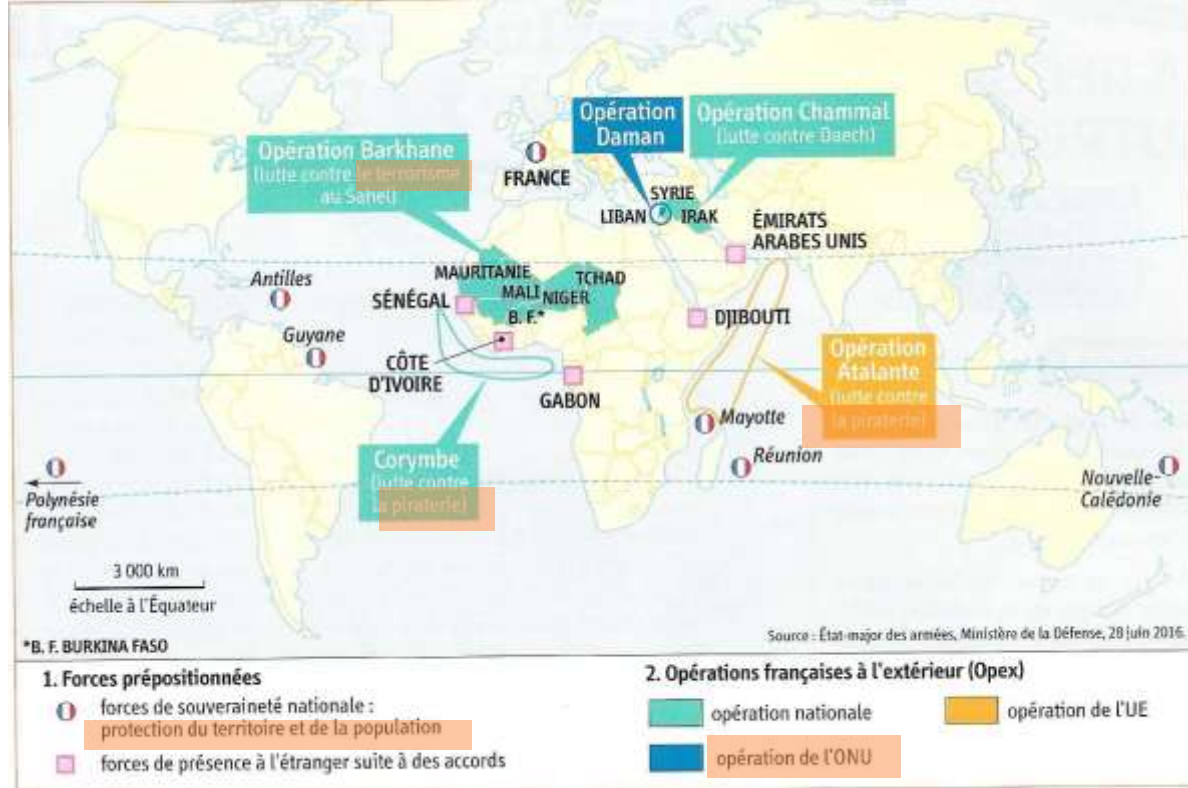 Opération Barkhane
(lutte contre le terrorisme
au Sahel)
Opération
Daman
Opération Chammal
(lutte contre Daech)
FRANCE
SYRIE
LIBAN
IRAK
ÉMIRATS
ARABES UNIS
MAURITANIE
MALI
NIGER
TCHAD
B. F.*
SÉNÉGAL
DJIBOUTI
CÔTE
D'IVOIRE
GABON
Antilles
Guyane
Opération
Atalante
(lutte contre
la piraterie)
Mayotte
Réunion
Corymbe
(lutte contre
la piraterie)
Polynésie
française
Nouvelle-
Calédonie
3 000 km
échelle à l'Équateur
*B. F. BURKINA FASO
Source : État-major des armées, Ministère de la Défense, 28 juin 2016.
1. Forces prépositionnées
forces de souveraineté nationale :
protection du territoire et de la population
forces de présence à l'étranger suite à des accords
2. Opérations françaises à l'extérieur (Opex)
opération nationale
opération de l'UE
opération de l'ONU